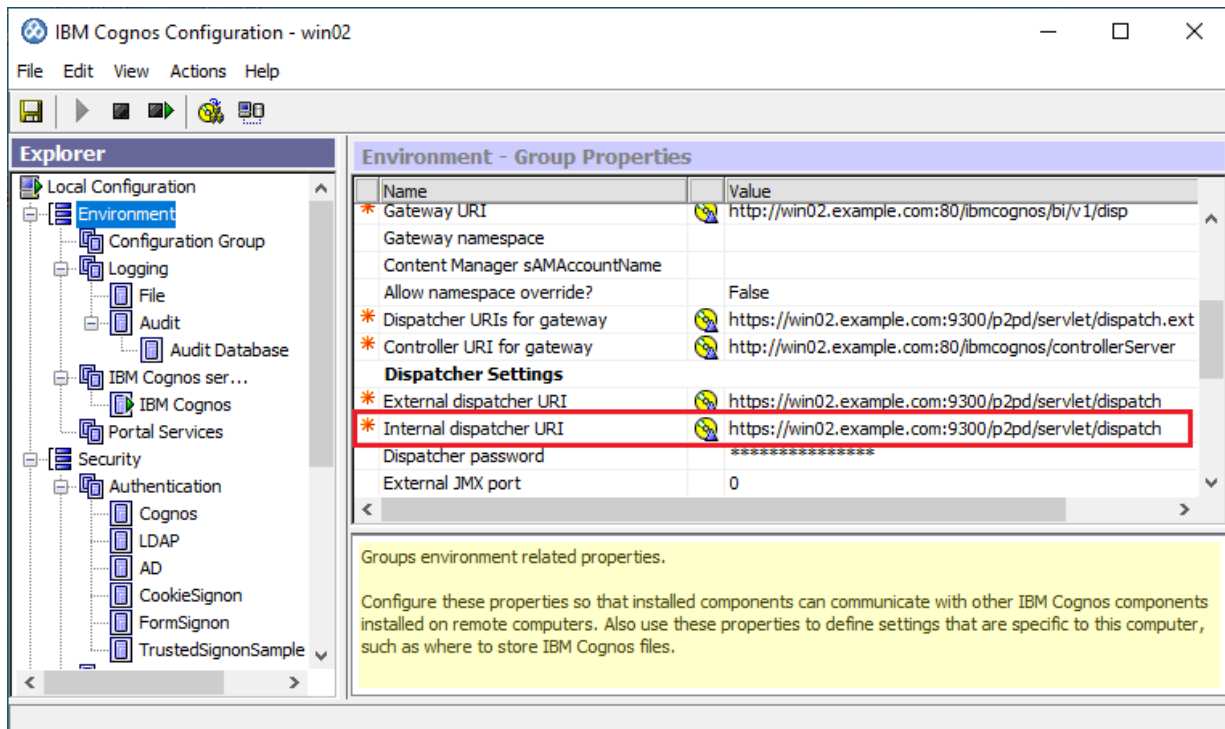 IBM Cognos Configuration - win02
File Edit View Actions Help
Explorer
Local Configuration
Environment
Configuration Group
Logging
File
Audit
Audit Database
IBM Cognos ser...
IBM Cognos
Portal Services
Security
Authentication
Cognos
LDAP
AD
CookieSignon
FormSignon
TrustedSignonSample
Environment - Group Properties
Name Value
* Gateway URI http://win02.example.com:80/ibmcognos/bi/v1/disp
Gateway namespace
Content Manager sAMAccountName
Allow namespace override? False
* Dispatcher URIs for gateway https://win02.example.com:9300/p2pd/servlet/dispatch.ext
* Controller URI for gateway http://win02.example.com:80/ibmcognos/controllerServer
Dispatcher Settings
* External dispatcher URI https://win02.example.com:9300/p2pd/servlet/dispatch
* Internal dispatcher URI https://win02.example.com:9300/p2pd/servlet/dispatch
Dispatcher password ***************
External JMX port 0
Groups environment related properties.
Configure these properties so that installed components can communicate with other IBM Cognos components
installed on remote computers. Also use these properties to define settings that are specific to this computer,
such as where to store IBM Cognos files.